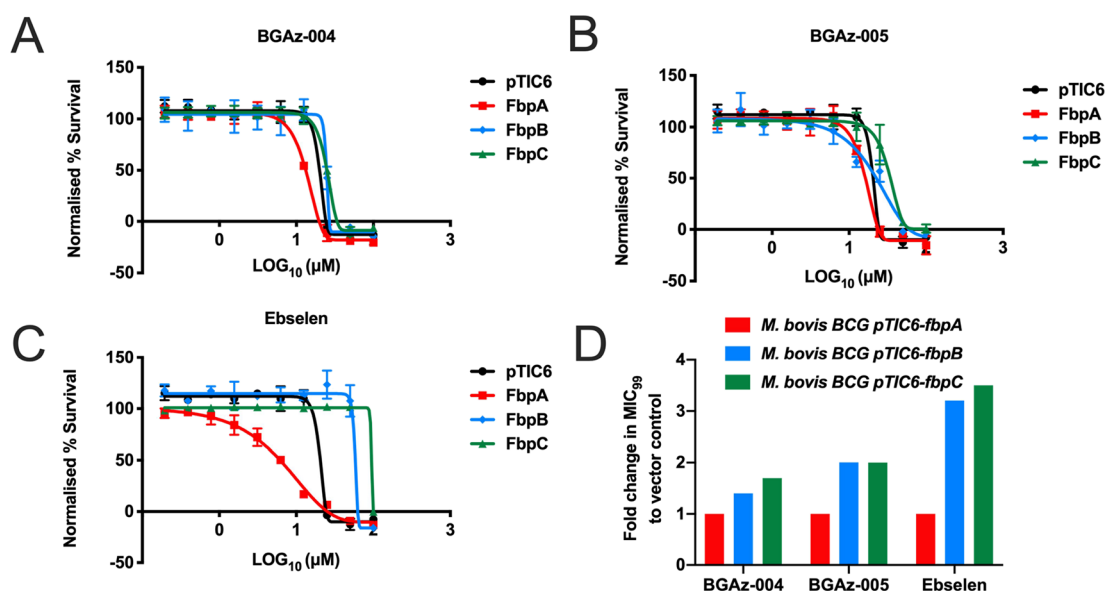 A
BGAz-004
Normalised % Survival
150
100
50
0
-50
0
1
2
3
LOG10 (µM)
pTIC6
FbpA
FbpB
FbpC
B
BGAz-005
Normalised % Survival
150
100
50
0
-50
0
1
2
3
LOG10 (µM)
pTIC6
FbpA
FbpB
FbpC
C
Ebselen
Normalised % Survival
150
100
50
0
-50
0
1
2
3
LOG10 (µM)
pTIC6
FbpA
FbpB
FbpC
D
M. bovis BCG pTIC6-fbpA
M. bovis BCG pTIC6-fbpB
M. bovis BCG pTIC6-fbpC
Fold change in MIC99
to vector control
4
3
2
1
0
BGAz-004
BGAz-005
Ebselen